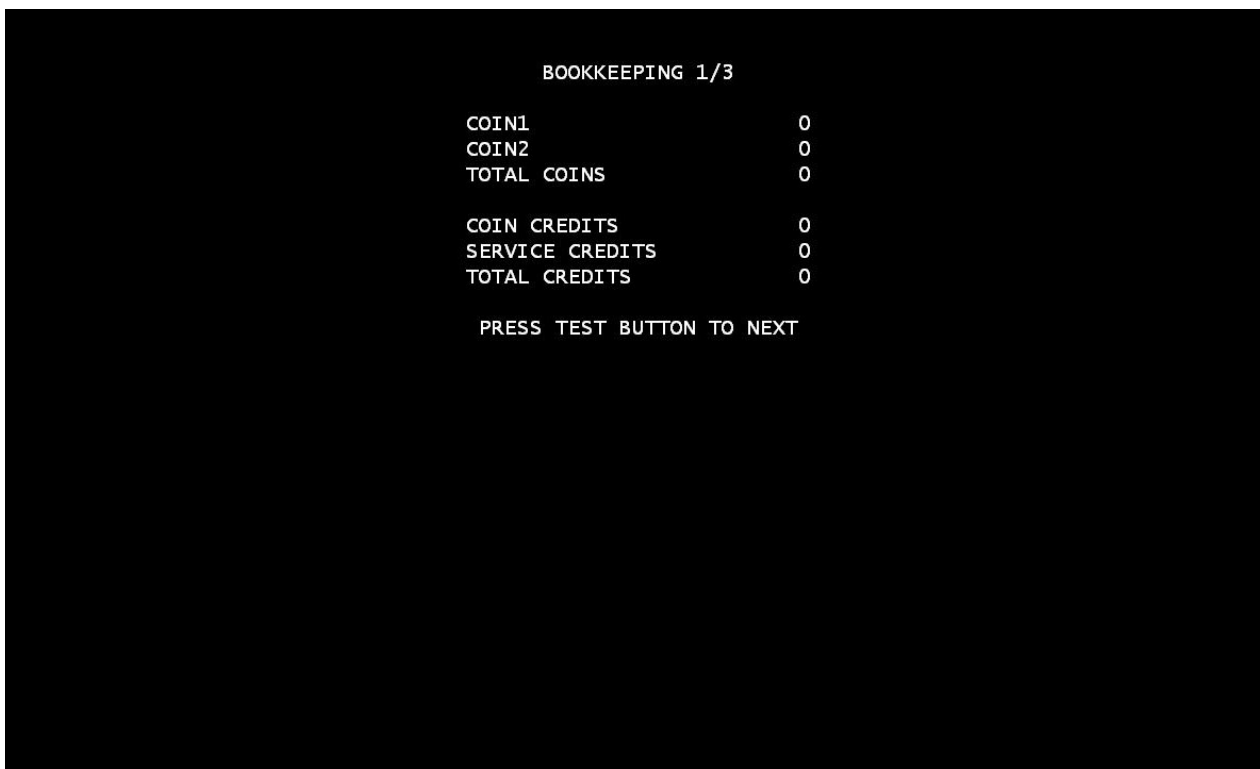 BOOKKEEPING 1/3
COIN1 0
COIN2 0
TOTAL COINS 0
COIN CREDITS 0
SERVICE CREDITS 0
TOTAL CREDITS 0
PRESS TEST BUTTON TO NEXT